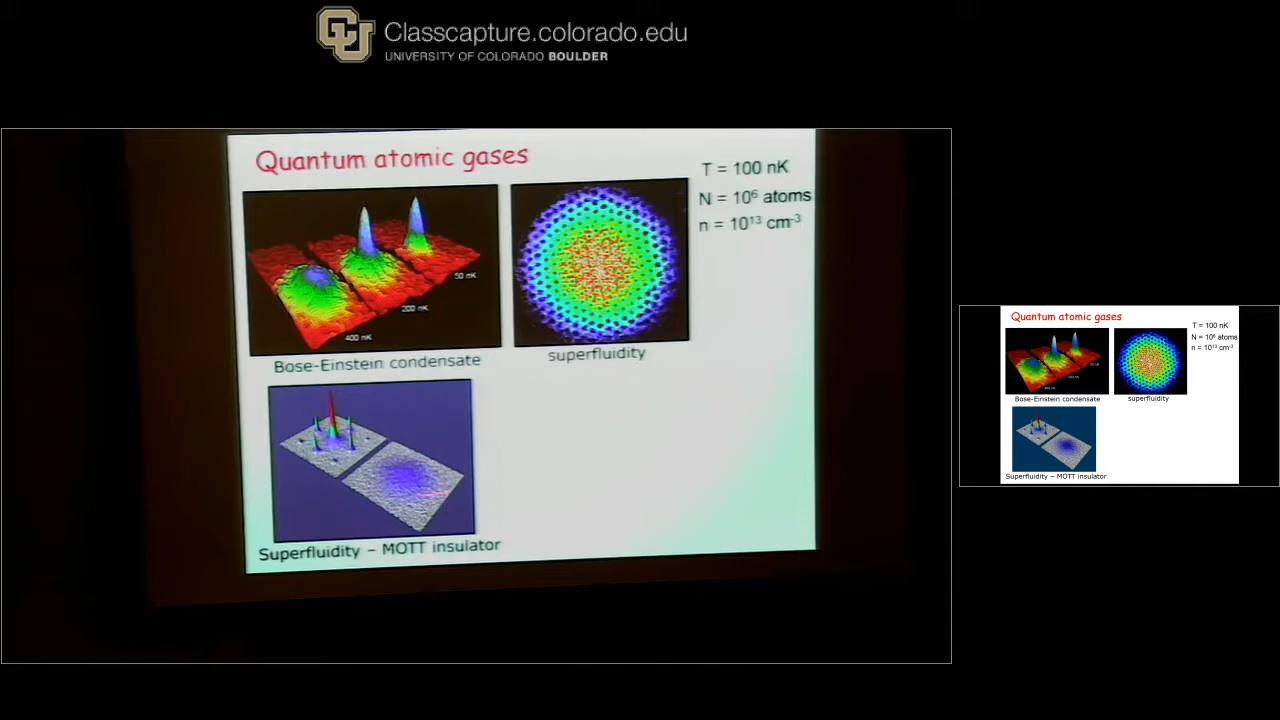 Classcapture.colorado.edu
UNIVERSITY OF COLORADO BOULDER
Quantum atomic gases
T = 100 nK
N = 10⁶ atoms
n = 10¹³ cm⁻³
50 nK
200 nK
400 nK
Bose-Einstein condensate
superfluidity
Superfluidity – MOTT insulator
Quantum atomic gases
T = 100 nK
N = 10⁶ atoms
n = 10¹³ cm⁻³
Bose-Einstein condensate
superfluidity
Superfluidity – MOTT insulator